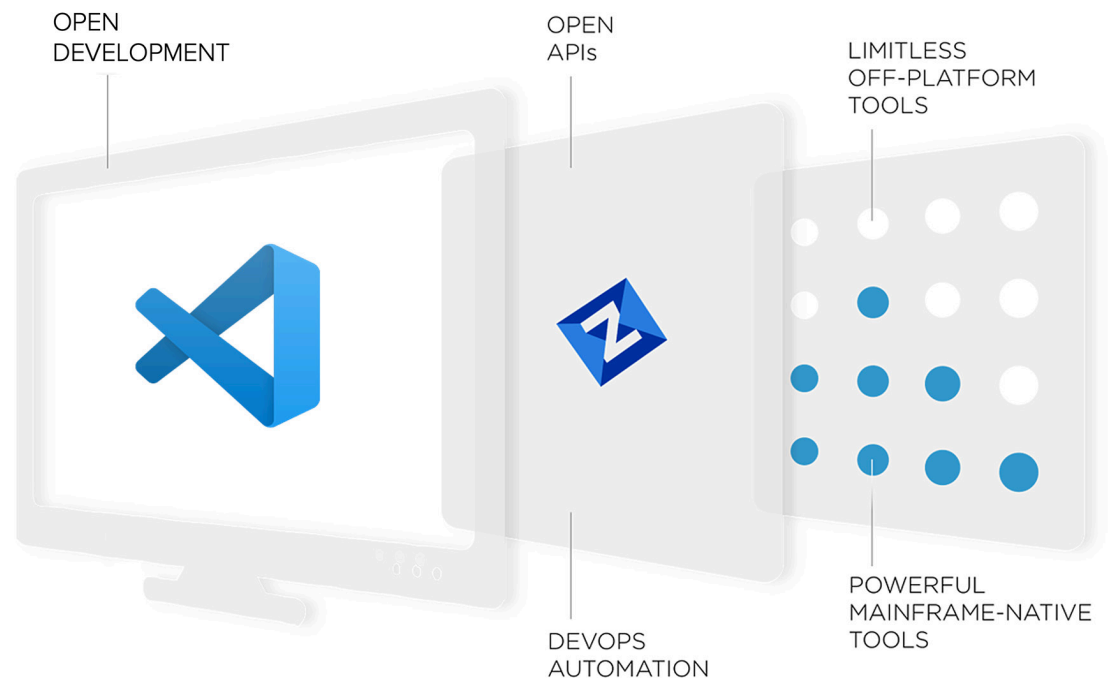 OPEN
DEVELOPMENT
OPEN
APIs
LIMITLESS
OFF-PLATFORM
TOOLS
Z
DEVOPS
AUTOMATION
POWERFUL
MAINFRAME-NATIVE
TOOLS